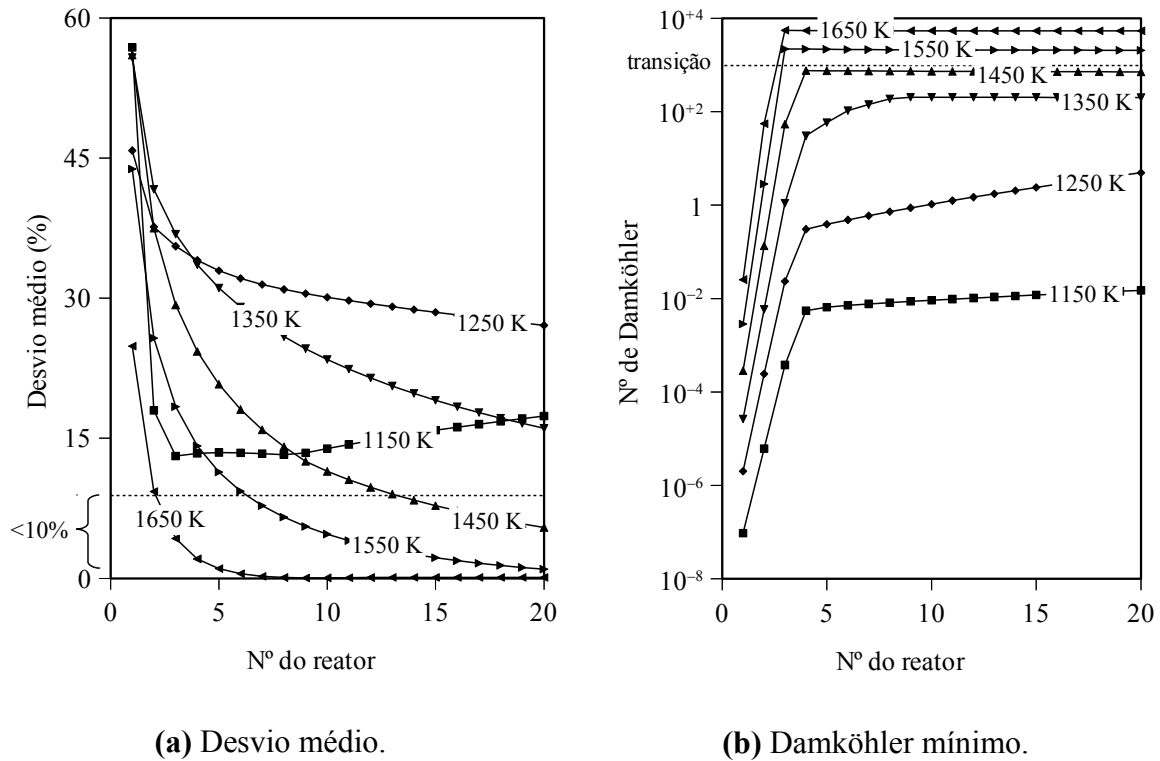 60
45
30
15
0
Desvio médio (%)
<10%
1350 K
1250 K
1150 K
1650 K
1450 K
1550 K
0
5
10
15
20
Nº do reator
(a) Desvio médio.
10+4
transição
10+2
1
10−2
10−4
10−6
10−8
Nº de Damköhler
1650 K
1550 K
1450 K
1350 K
1250 K
1150 K
0
5
10
15
20
Nº do reator
(b) Damköhler mínimo.